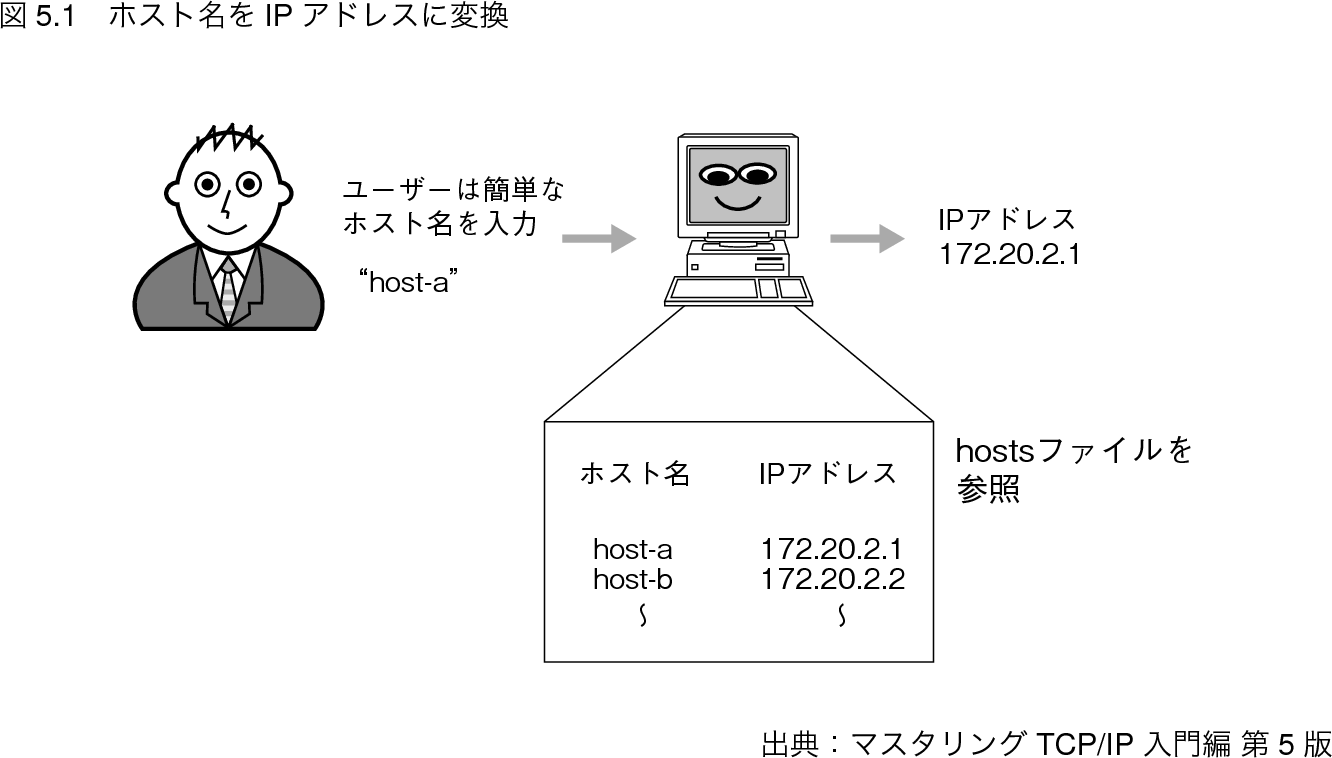 図 5.1　ホスト名を IP アドレスに変換
ユーザーは簡単な
ホスト名を入力
“host-a”
IPアドレス
172.20.2.1
hostsファイルを
参照
ホスト名　IPアドレス
host-a　172.20.2.1
host-b　172.20.2.2
〜　〜
出典：マスタリング TCP/IP 入門編 第 5 版